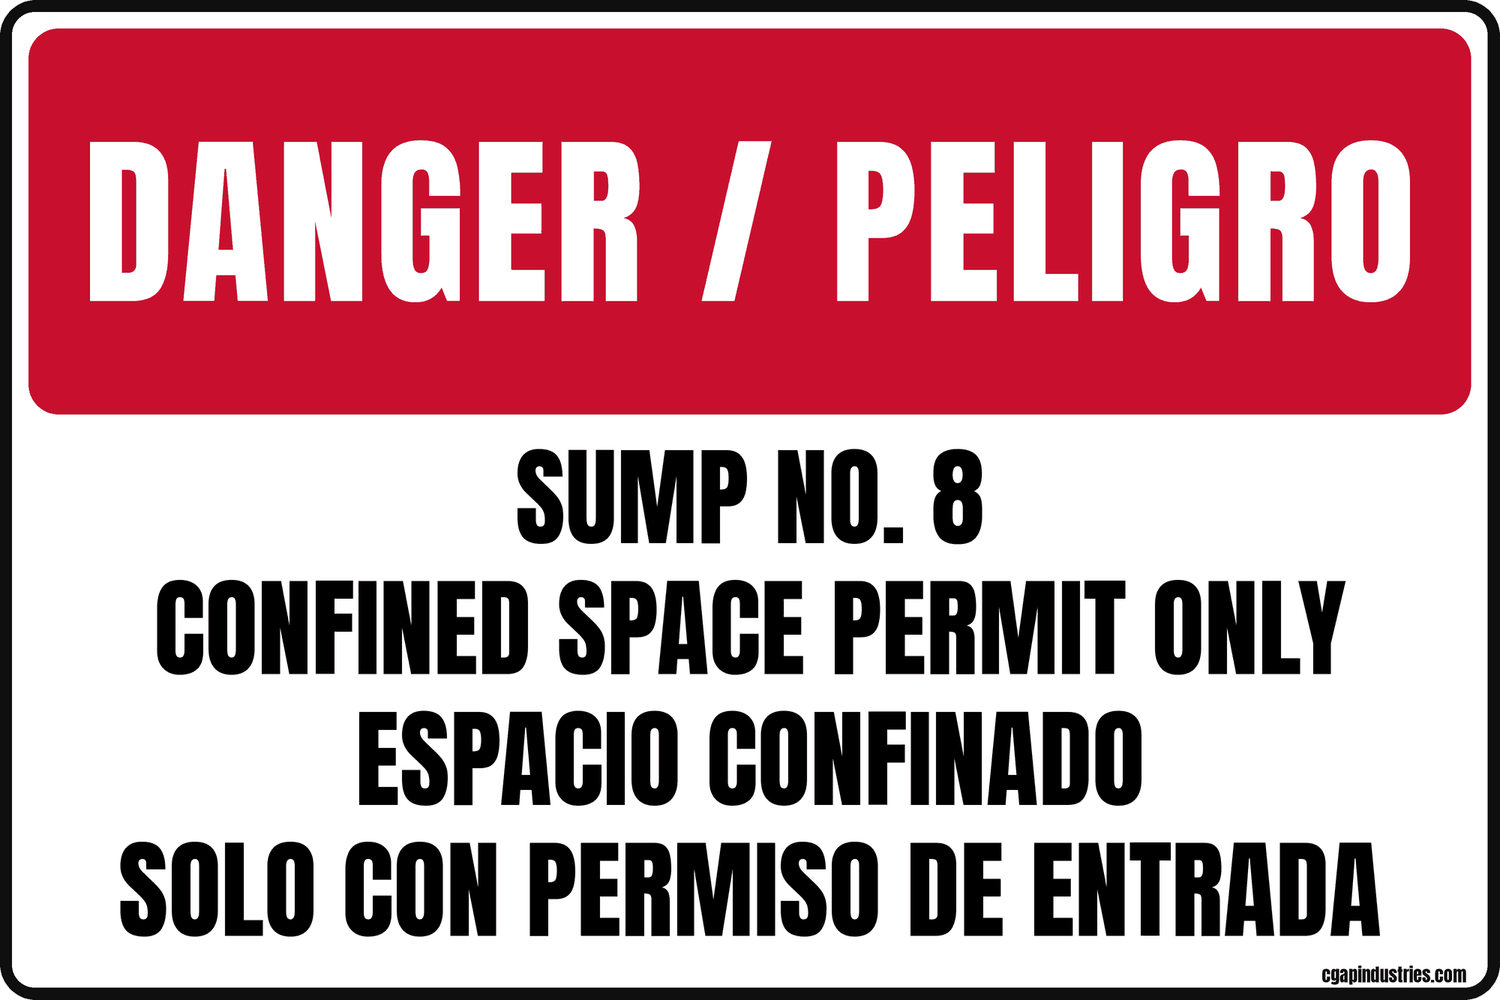 DANGER / PELIGRO
SUMP NO. 8
CONFINED SPACE PERMIT ONLY
ESPACIO CONFINADO
SOLO CON PERMISO DE ENTRADA
cgapindustries.com